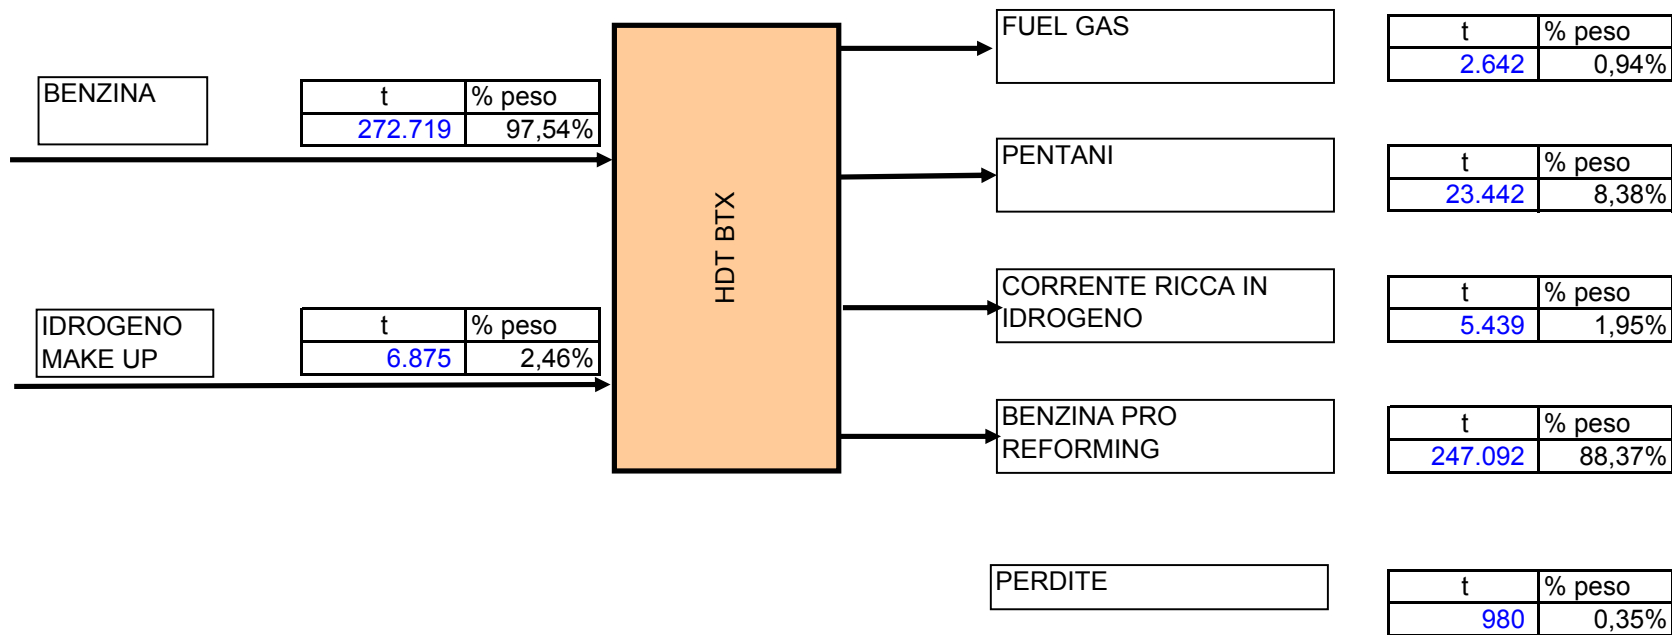 FUEL GAS
t % peso
2.642 0,94%
BENZINA
t % peso
272.719 97,54%
PENTANI
t % peso
23.442 8,38%
HDT BTX
CORRENTE RICCA IN
IDROGENO
t % peso
5.439 1,95%
IDROGENO
MAKE UP
t % peso
6.875 2,46%
BENZINA PRO
REFORMING
t % peso
247.092 88,37%
PERDITE
t % peso
980 0,35%